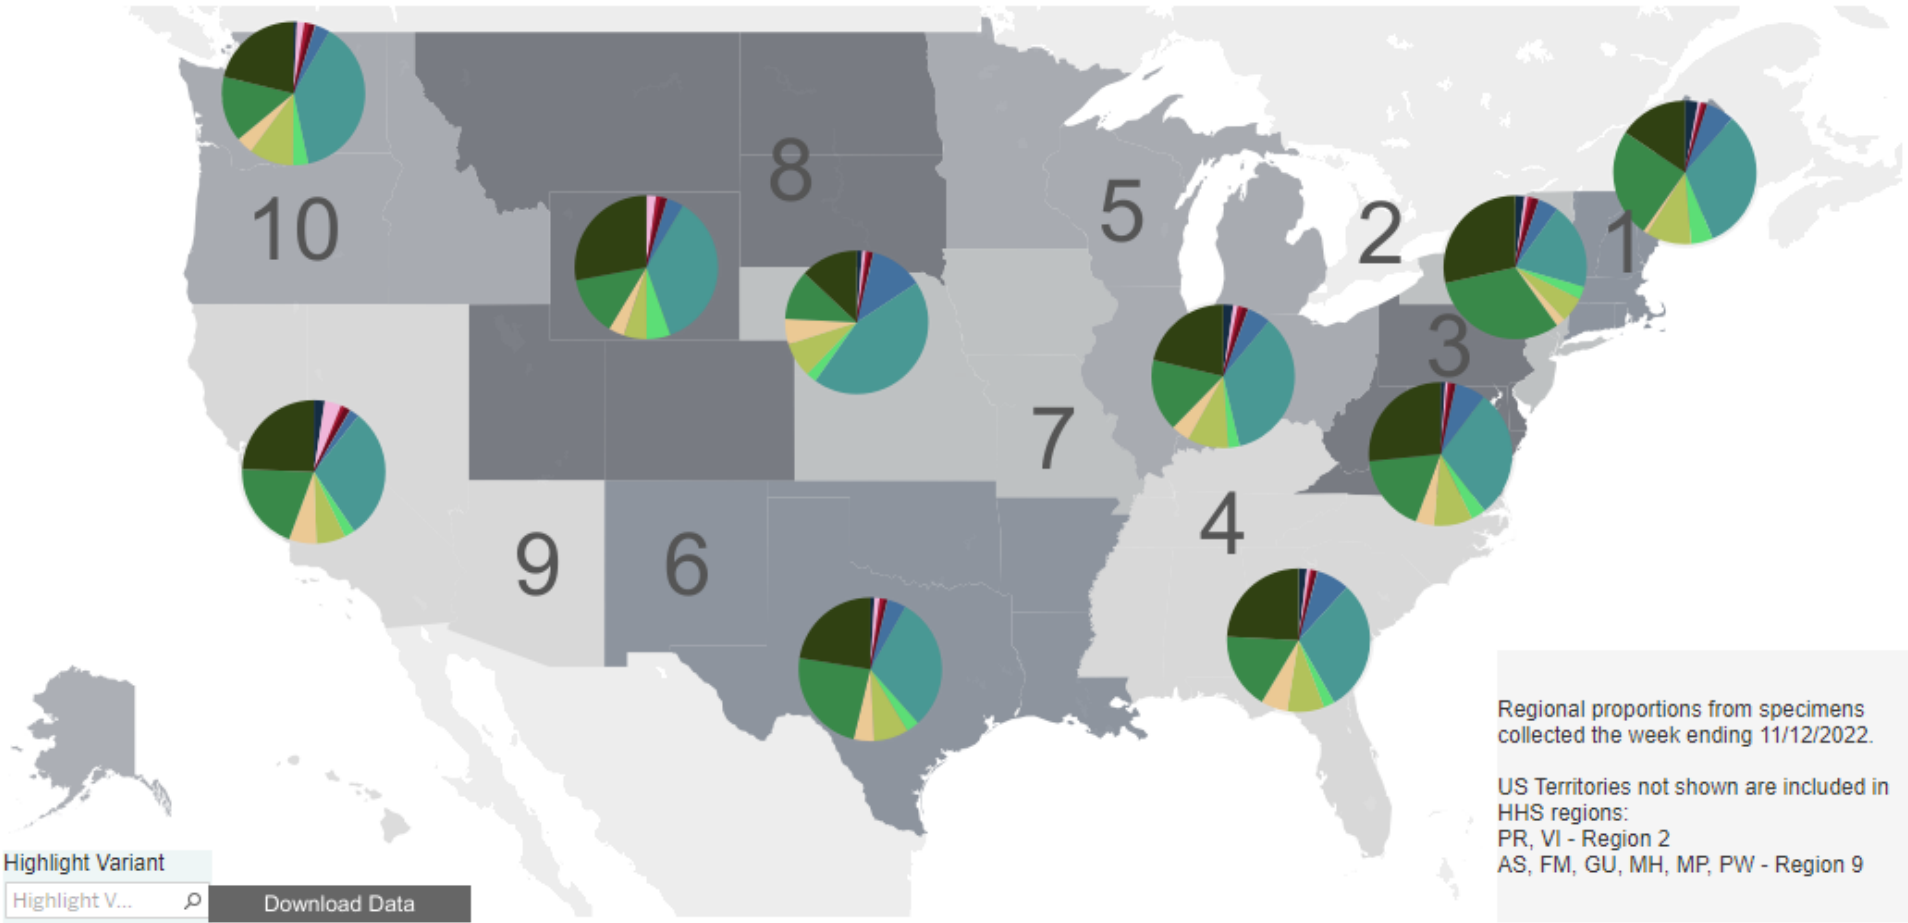 10
8
5
2
1
3
7
4
9
6
Regional proportions from specimens
collected the week ending 11/12/2022.
US Territories not shown are included in
HHS regions:
PR, VI - Region 2
AS, FM, GU, MH, MP, PW - Region 9
Highlight Variant
Highlight V...
Download Data